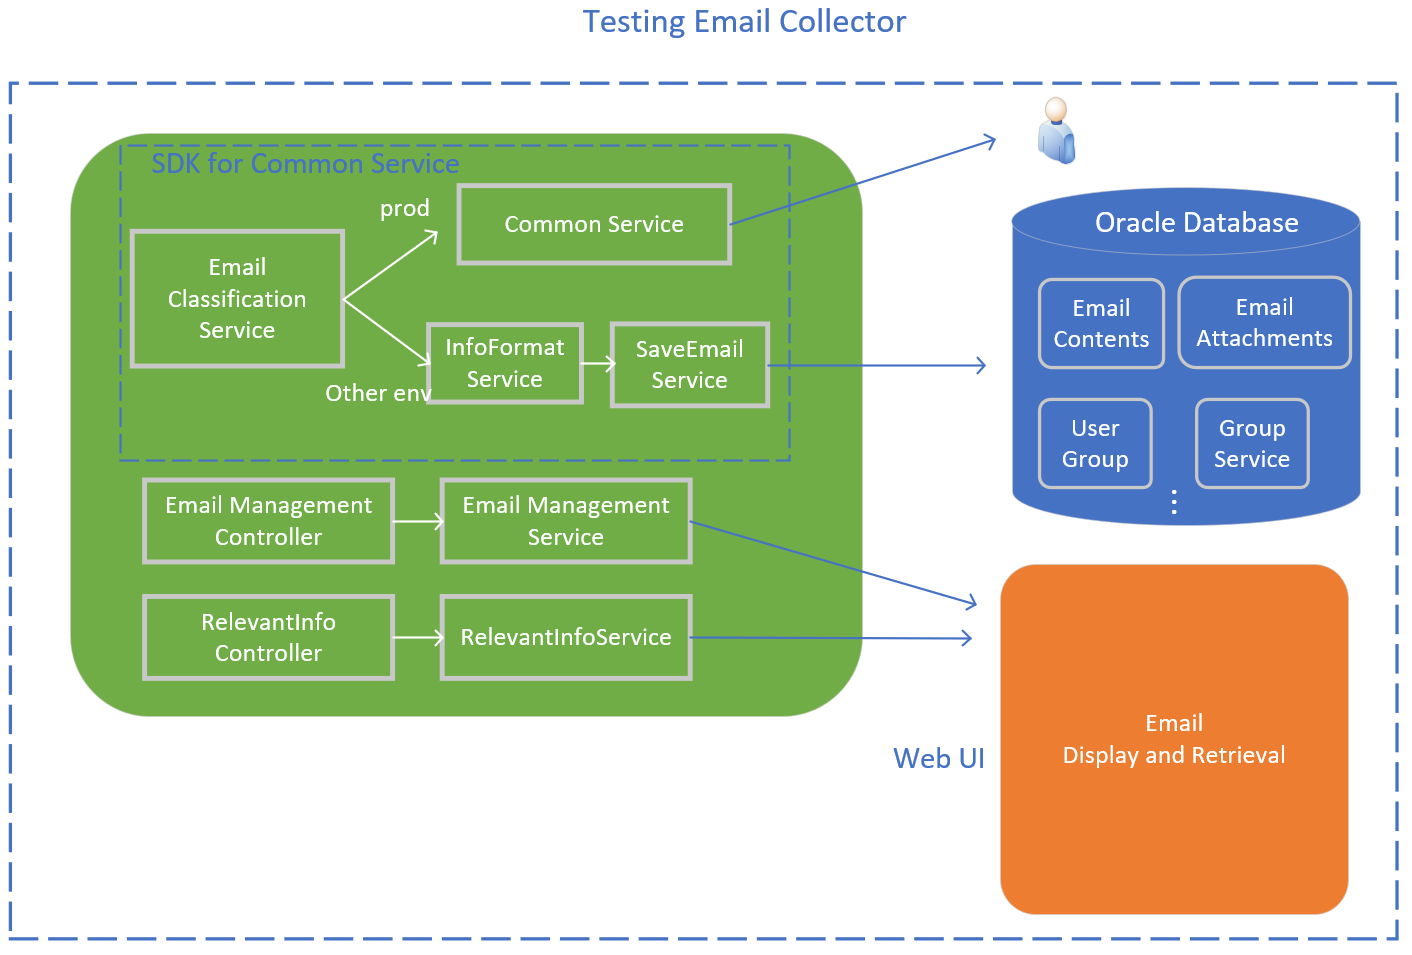 Testing Email Collector
SDK for Common Service
prod
Common Service
Email
Classification
Service
InfoFormat
Service
SaveEmail
Service
Other env
Email Management
Controller
Email Management
Service
RelevantInfo
Controller
RelevantInfoService
Oracle Database
Email
Contents
Email
Attachments
User
Group
Group
Service
Web UI
Email
Display and Retrieval